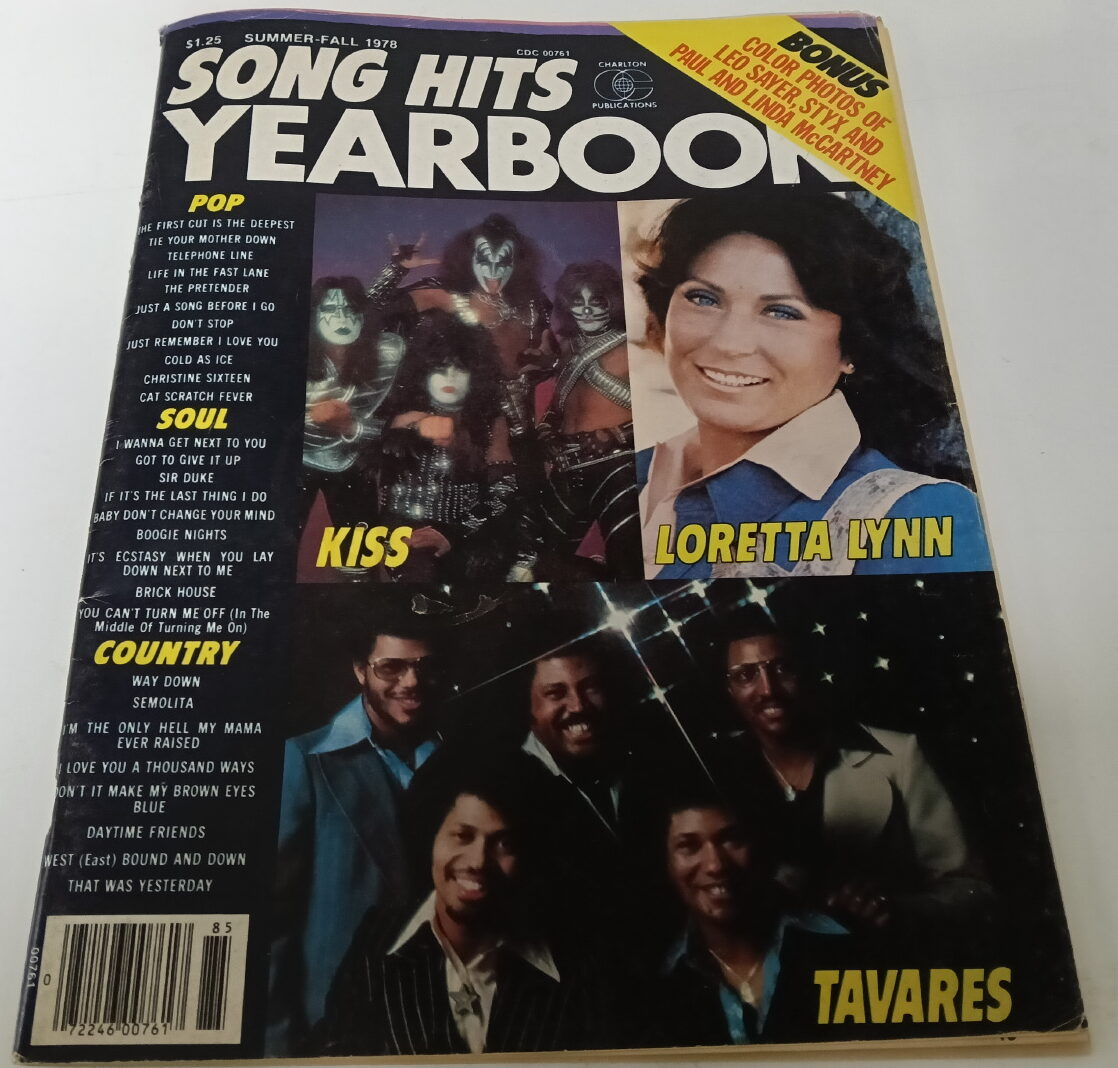 $1.25 SUMMER-FALL 1978 CDC 00761
SONG HITS
YEARBOOK
CHARLTON
PUBLICATIONS
BONUS
COLOR PHOTOS OF
LEO SAYER, STYX AND
PAUL AND LINDA McCARTNEY
POP
THE FIRST CUT IS THE DEEPEST
TIE YOUR MOTHER DOWN
TELEPHONE LINE
LIFE IN THE FAST LANE
THE PRETENDER
JUST A SONG BEFORE I GO
DON'T STOP
JUST REMEMBER I LOVE YOU
COLD AS ICE
CHRISTINE SIXTEEN
CAT SCRATCH FEVER
SOUL
I WANNA GET NEXT TO YOU
GOT TO GIVE IT UP
SIR DUKE
IF IT'S THE LAST THING I DO
BABY DON'T CHANGE YOUR MIND
BOOGIE NIGHTS
IT'S ECSTASY WHEN YOU LAY
DOWN NEXT TO ME
BRICK HOUSE
YOU CAN'T TURN ME OFF (In The
Middle Of Turning Me On)
COUNTRY
WAY DOWN
SEMOLITA
I'M THE ONLY HELL MY MAMA
EVER RAISED
I LOVE YOU A THOUSAND WAYS
DON'T IT MAKE MY BROWN EYES
BLUE
DAYTIME FRIENDS
WEST (East) BOUND AND DOWN
THAT WAS YESTERDAY
KISS
LORETTA LYNN
TAVARES
00761
85
0
72246 00761